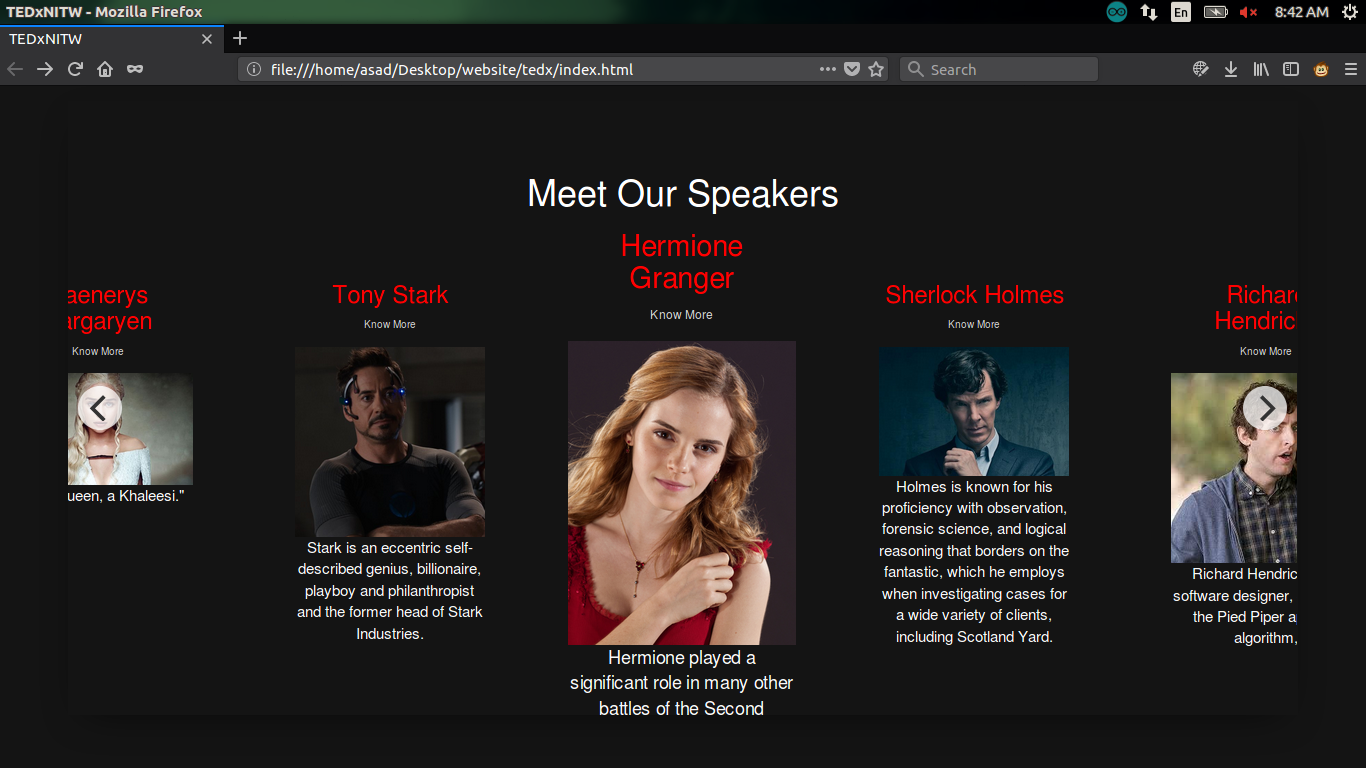 TEDxNITW - Mozilla Firefox
En
8:42 AM
TEDxNITW
file:///home/asad/Desktop/website/tedx/index.html
Search
Meet Our Speakers
aenerys
argaryen
Know More
ueen, a Khaleesi."
Tony Stark
Know More
Stark is an eccentric self-
described genius, billionaire,
playboy and philanthropist
and the former head of Stark
Industries.
Hermione
Granger
Know More
Hermione played a
significant role in many other
battles of the Second
Sherlock Holmes
Know More
Holmes is known for his
proficiency with observation,
forensic science, and logical
reasoning that borders on the
fantastic, which he employs
when investigating cases for
a wide variety of clients,
including Scotland Yard.
Richar
Hendric
Know More
Richard Hendric
software designer,
the Pied Piper a
algorithm,